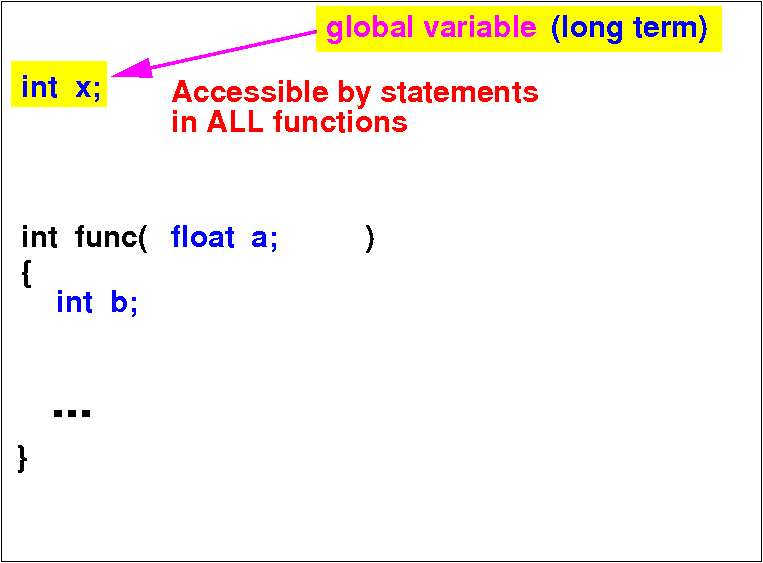 global variable (long term)
int x;
Accessible by statements
in ALL functions
int func( float a; )
{
int b;
...
}